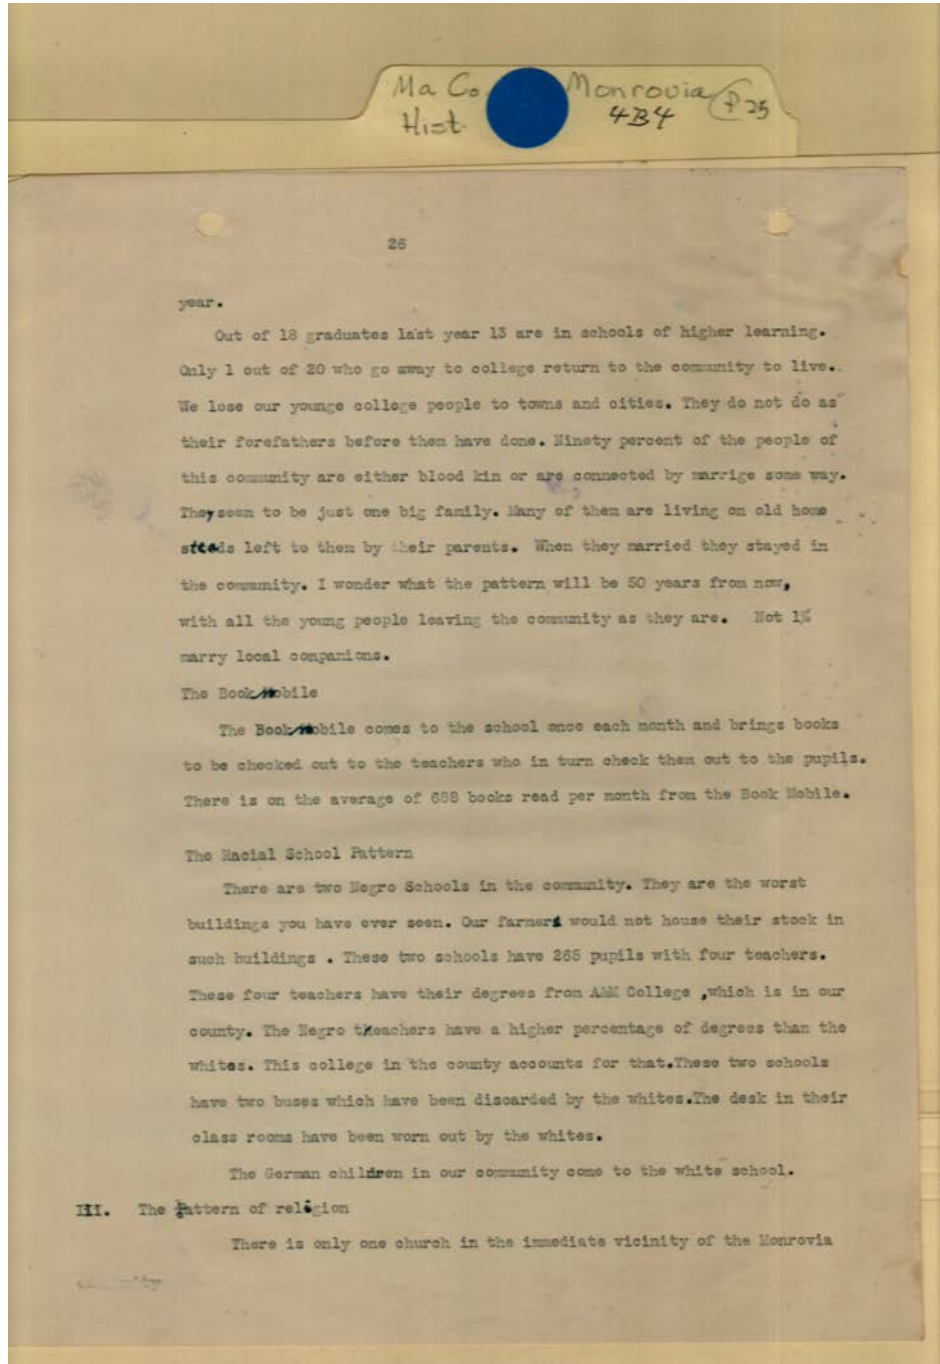 Ma Co Monrovia P 25
Hist. 4B4
26
year.
Out of 18 graduates last year 13 are in schools of higher learning.
Only 1 out of 20 who go away to college return to the community to live.
We lose our younge college people to towns and cities. They do not do as
their forefathers before them have done. Ninety percent of the people of
this community are either blood kin or are connected by marrige some way.
They seem to be just one big family. Many of them are living on old home
steads left to them by their parents. When they married they stayed in
the community. I wonder what the pattern will be 50 years from now,
with all the young people leaving the community as they are. Not 1%
marry local companions.
The Book Mobile
The Book Mobile comes to the school once each month and brings books
to be checked out to the teachers who in turn check them out to the pupils.
There is on the average of 688 books read per month from the Book Mobile.
The Racial School Pattern
There are two Negro Schools in the community. They are the worst
buildings you have ever seen. Our farmers would not house their stock in
such buildings . These two schools have 265 pupils with four teachers.
These four teachers have their degrees from A&M College ,which is in our
county. The Negro teachers have a higher percentage of degrees than the
whites. This college in the county accounts for that.These two schools
have two buses which have been discarded by the whites.The desk in their
class rooms have been worn out by the whites.
The German children in our community come to the white school.
III. The Pattern of religion
There is only one church in the immediate vicinity of the Monrovia